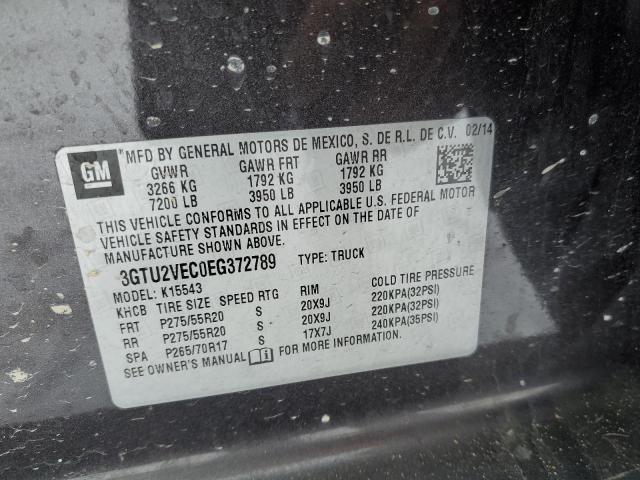 GM
"MFD BY GENERAL MOTORS DE MEXICO, S. DE R.L. DE C.V. 02/14
GVWR GAWR FRT GAWR RR
3266 KG 1792 KG 1792 KG
7200 LB 3950 LB 3950 LB
THIS VEHICLE CONFORMS TO ALL APPLICABLE U.S. FEDERAL MOTOR
VEHICLE SAFETY STANDARDS IN EFFECT ON THE DATE OF
MANUFACTURE SHOWN ABOVE.
3GTU2VEC0EG372789 TYPE: TRUCK
MODEL: K15543
KHCB TIRE SIZE SPEED RTG RIM COLD TIRE PRESSURE
FRT P275/55R20 S 20X9J 220KPA(32PSI)
RR P275/55R20 S 20X9J 220KPA(32PSI)
SPA P265/70R17 S 17X7J 240KPA(35PSI)
SEE OWNER'S MANUAL FOR MORE INFORMATION.